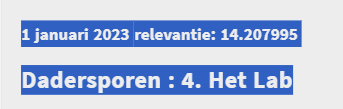 1 januari 2023 relevantie: 14.207995
Dadersporen : 4. Het Lab